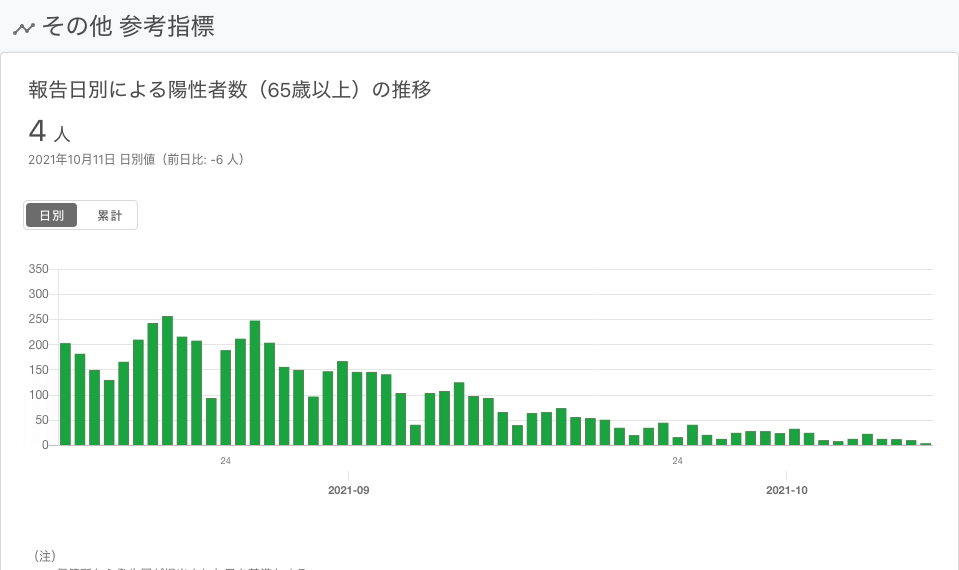 その他 参考指標
報告日別による陽性者数（65歳以上）の推移
4 人
2021年10月11日 日別値（前日比: -6 人）
日別 累計
350
300
250
200
150
100
50
0
24 24
2021-09 2021-10
（注）